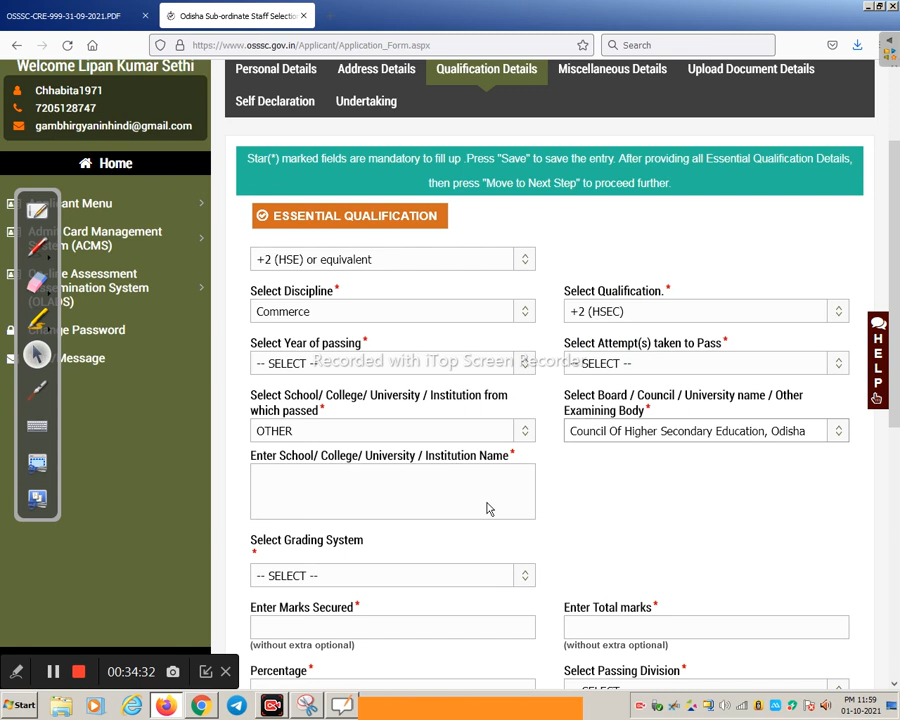 OSSSC-CRE-999-31-09-2021.PDF
Odisha Sub-ordinate Staff Selectio
https://www.osssc.gov.in/Applicant/Application_Form.aspx
Search
Welcome Lipan Kumar Sethi
Chhabita1971
7205128747
gambhirgyaninhindi@gmail.com
Home
Applicant Menu
Admit Card Management
System (ACMS)
On-line Assessment
Dissemination System
(OLADS)
Change Password
Message
Personal Details
Address Details
Qualification Details
Miscellaneous Details
Upload Document Details
Self Declaration
Undertaking
Star(*) marked fields are mandatory to fill up .Press "Save" to save the entry. After providing all Essential Qualification Details,
then press "Move to Next Step" to proceed further.
ESSENTIAL QUALIFICATION
+2 (HSE) or equivalent
Select Discipline*
Select Qualification. *
Commerce
+2 (HSEC)
Select Year of passing*
Select Attempt(s) taken to Pass*
-- SELECT --
-- SELECT --
Recorded with iTop Screen Recorder
Select School/ College/ University / Institution from
which passed *
Select Board / Council / University name / Other
Examining Body*
OTHER
Council Of Higher Secondary Education, Odisha
Enter School/ College/ University / Institution Name*
Select Grading System
*
-- SELECT --
Enter Marks Secured*
Enter Total marks*
(without extra optional)
(without extra optional)
Percentage*
Select Passing Division*
-- SELECT --
HELP
00:34:32
Start
PM 11:59
01-10-2021